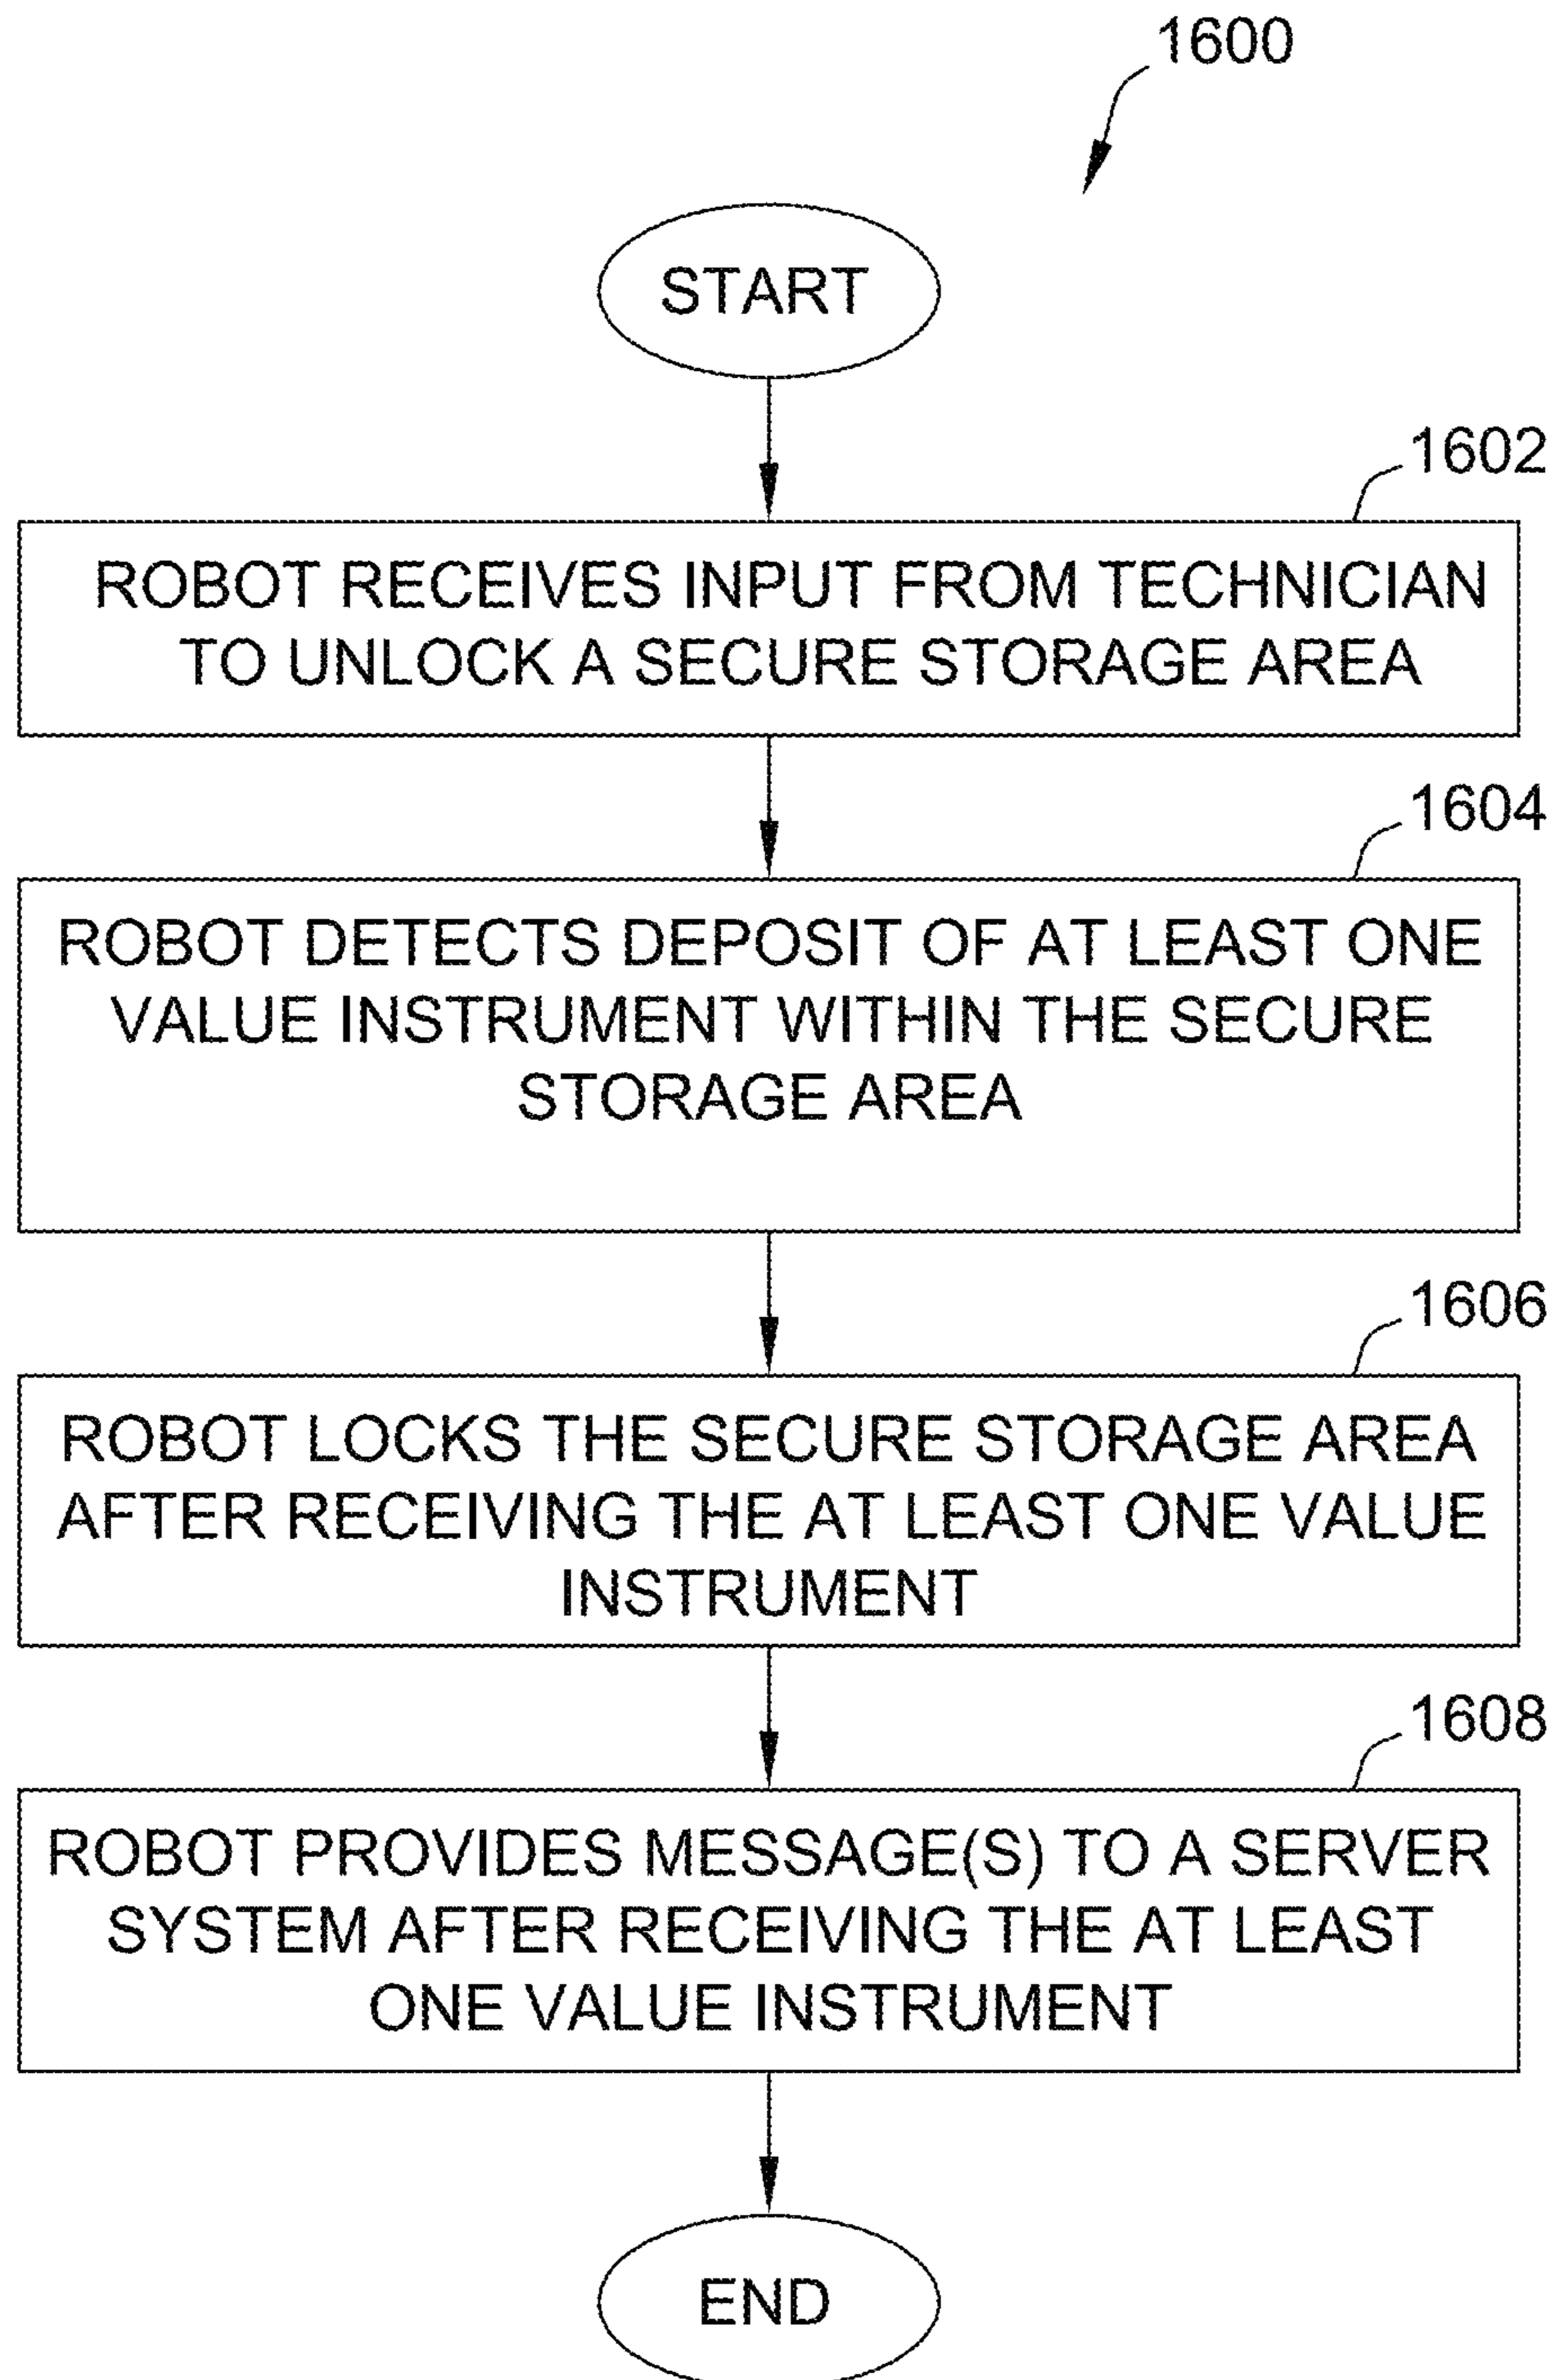 1600
START
1602
ROBOT RECEIVES INPUT FROM TECHNICIAN
TO UNLOCK A SECURE STORAGE AREA
1604
ROBOT DETECTS DEPOSIT OF AT LEAST ONE
VALUE INSTRUMENT WITHIN THE SECURE
STORAGE AREA
1606
ROBOT LOCKS THE SECURE STORAGE AREA
AFTER RECEIVING THE AT LEAST ONE VALUE
INSTRUMENT
1608
ROBOT PROVIDES MESSAGE(S) TO A SERVER
SYSTEM AFTER RECEIVING THE AT LEAST
ONE VALUE INSTRUMENT
END